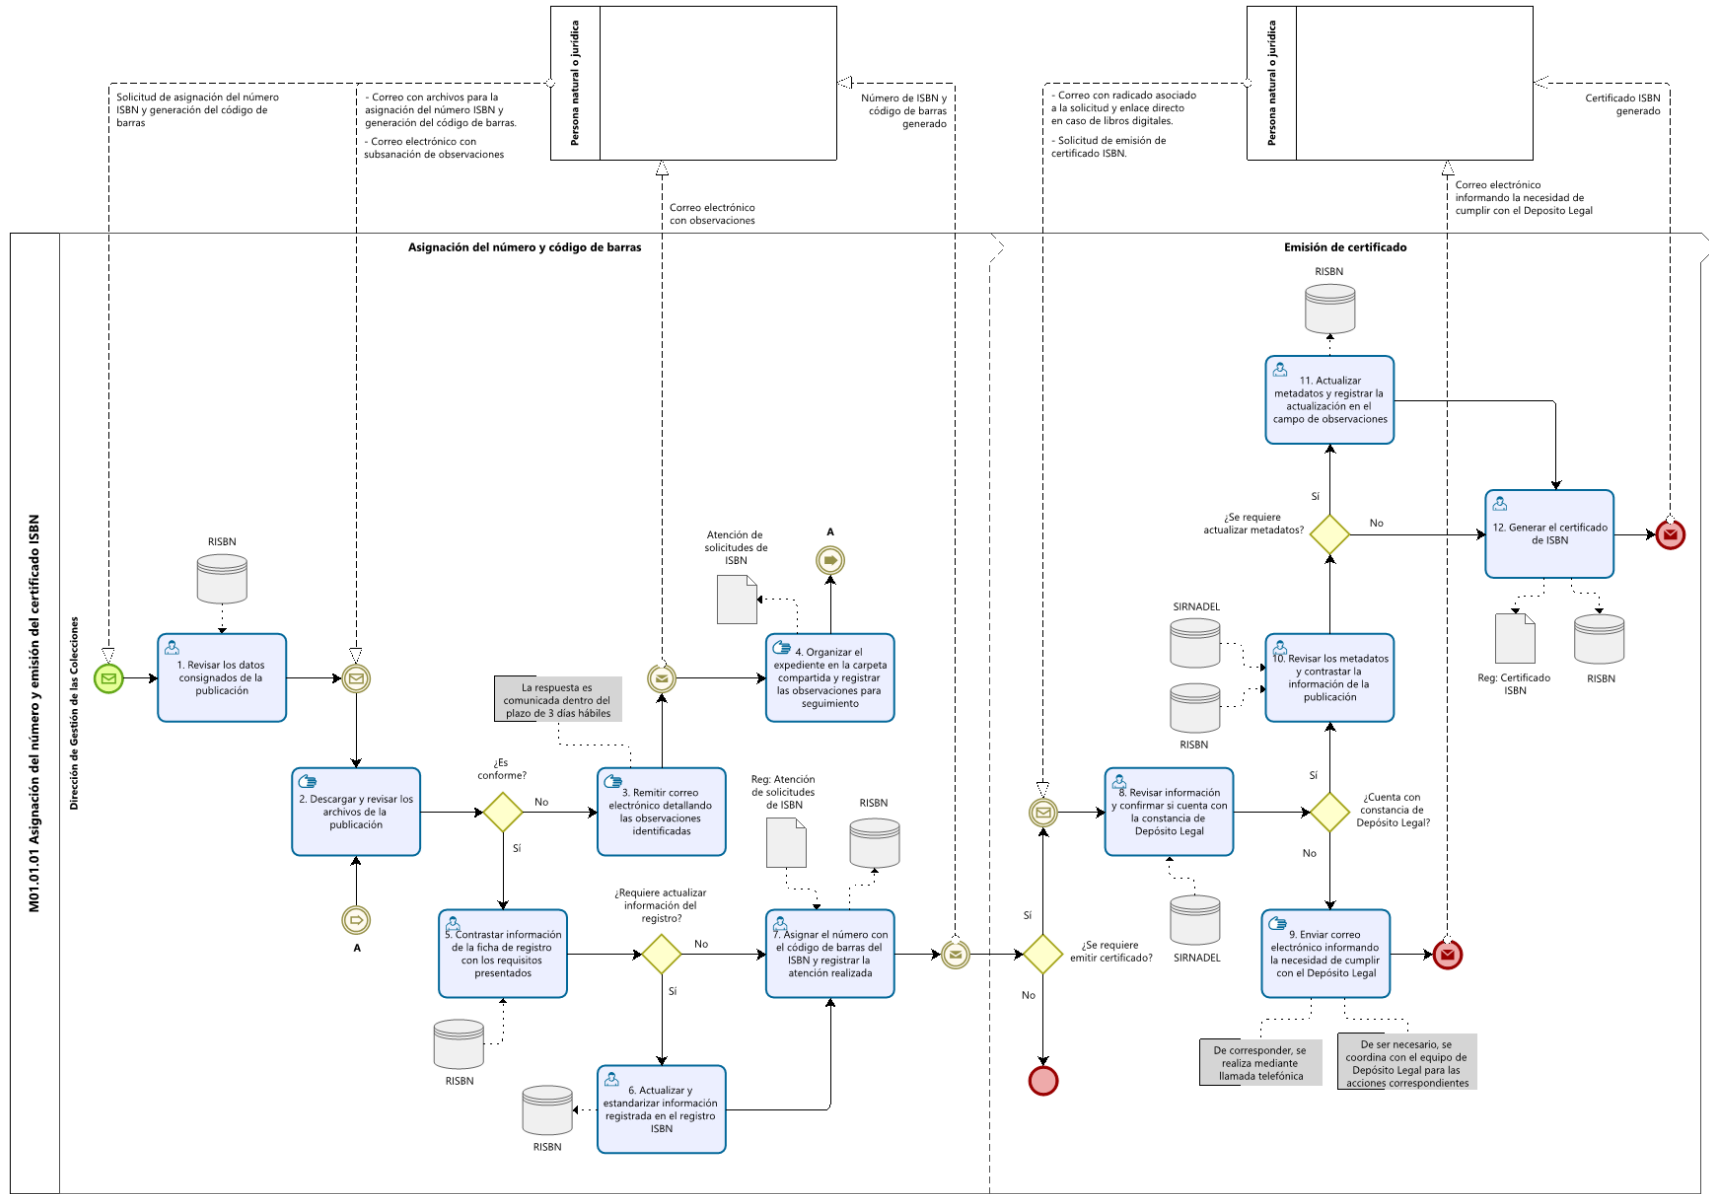 Persona natural o jurídica
Persona natural o jurídica
Solicitud de asignación del número
ISBN y generación del código de
barras
- Correo con archivos para la
asignación del número ISBN y
generación del código de barras.
- Correo electrónico con
subsanación de observaciones
Número de ISBN y
código de barras
generado
- Correo con radicado asociado
a la solicitud y enlace directo
en caso de libros digitales.
- Solicitud de emisión de
certificado ISBN.
Certificado ISBN
generado
Correo electrónico
con observaciones
Correo electrónico
informando la necesidad de
cumplir con el Deposito Legal
M01.01.01 Asignación del número y emisión del certificado ISBN
Dirección de Gestión de las Colecciones
Asignación del número y código de barras
Emisión de certificado
RISBN
11. Actualizar
metadatos y registrar la
actualización en el
campo de observaciones
Sí
¿Se requiere
actualizar metadatos?
No
12. Generar el certificado
de ISBN
Reg: Certificado
ISBN
RISBN
RISBN
1. Revisar los datos
consignados de la
publicación
Atención de
solicitudes de
ISBN
A
4. Organizar el
expediente en la carpeta
compartida y registrar
las observaciones para
seguimiento
La respuesta es
comunicada dentro del
plazo de 3 días hábiles
SIRNADEL
RISBN
10. Revisar los metadatos
y contrastar la
información de la
publicación
2. Descargar y revisar los
archivos de la
publicación
A
¿Es
conforme?
No
Sí
3. Remitir correo
electrónico detallando
las observaciones
identificadas
Reg: Atención
de solicitudes
de ISBN
RISBN
8. Revisar información
y confirmar si cuenta con
la constancia de
Depósito Legal
SIRNADEL
Sí
¿Cuenta con
constancia de
Depósito Legal?
No
5. Contrastar información
de la ficha de registro
con los requisitos
presentados
RISBN
¿Requiere actualizar
información del
registro?
No
Sí
7. Asignar el número con
el código de barras del
ISBN y registrar la
atención realizada
Sí
¿Se requiere
emitir certificado?
No
9. Enviar correo
electrónico informando
la necesidad de cumplir
con el Depósito Legal
De corresponder, se
realiza mediante
llamada telefónica
De ser necesario, se
coordina con el equipo de
Depósito Legal para las
acciones correspondientes
6. Actualizar y
estandarizar información
registrada en el registro
ISBN
RISBN